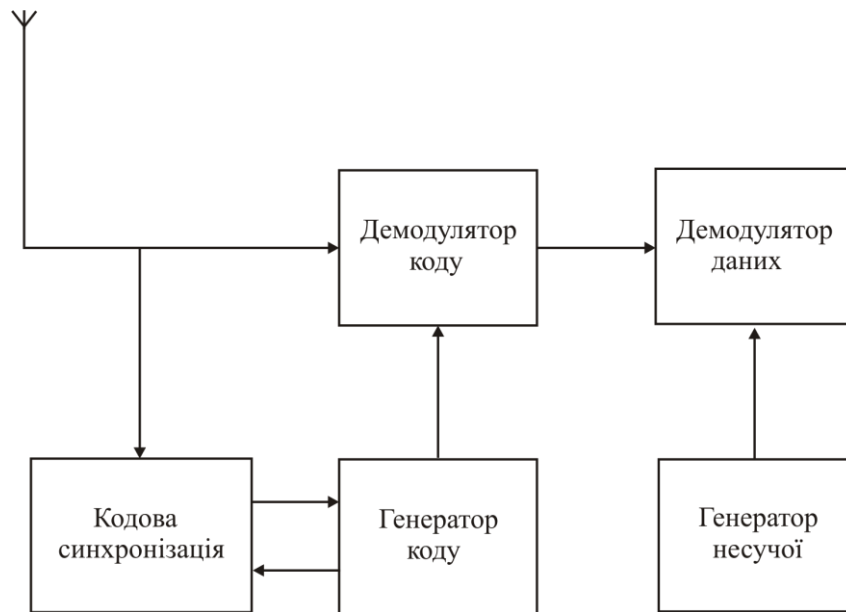 Демодулятор
коду
Демодулятор
даних
Кодова
синхронізація
Генератор
коду
Генератор
несучої